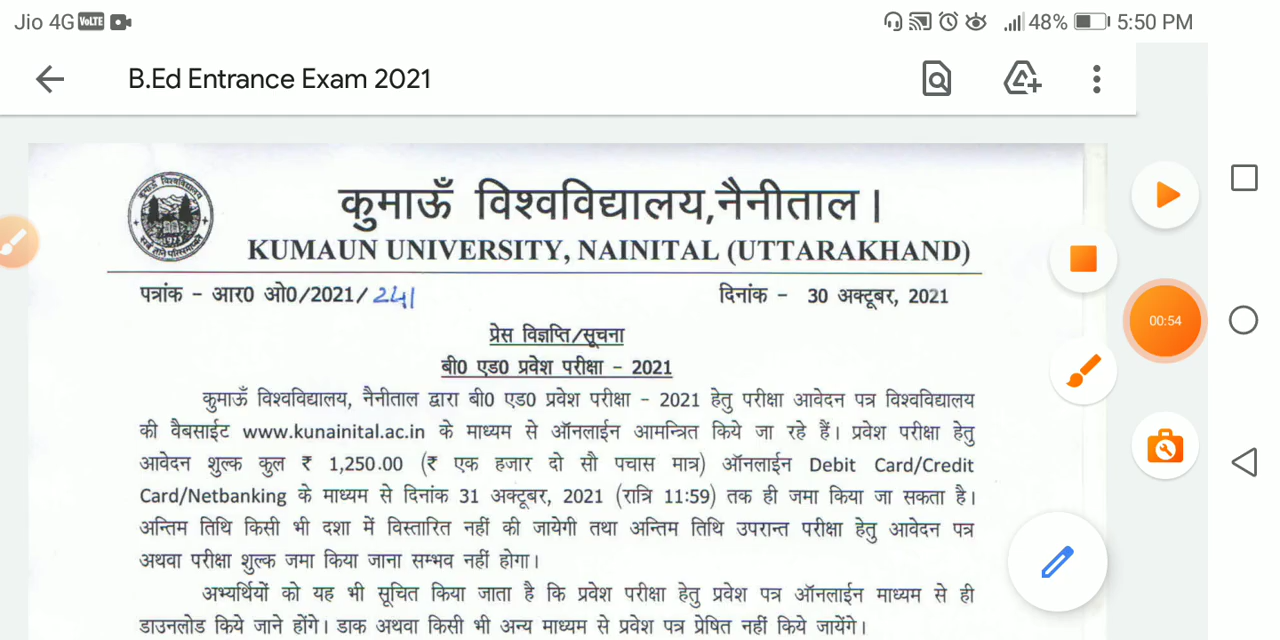 Jio 4G VoLTE 48% 5:50 PM
B.Ed Entrance Exam 2021
कुमाऊँ विश्वविद्यालय,नैनीताल।
KUMAUN UNIVERSITY, NAINITAL (UTTARAKHAND)
पत्रांक - आर0 ओ0/2021/241 दिनांक - 30 अक्टूबर, 2021
प्रेस विज्ञप्ति/सूचना
बी0 एड0 प्रवेश परीक्षा - 2021
00:54
कुमाऊँ विश्वविद्यालय, नैनीताल द्वारा बी0 एड0 प्रवेश परीक्षा - 2021 हेतु परीक्षा आवेदन पत्र विश्वविद्यालय
की वैबसाईट www.kunainital.ac.in के माध्यम से ऑनलाईन आमन्त्रित किये जा रहे हैं। प्रवेश परीक्षा हेतु
आवेदन शुल्क कुल ₹ 1,250.00 (₹ एक हजार दो सौ पचास मात्र) ऑनलाईन Debit Card/Credit
Card/Netbanking के माध्यम से दिनांक 31 अक्टूबर, 2021 (रात्रि 11:59) तक ही जमा किया जा सकता है।
अन्तिम तिथि किसी भी दशा में विस्तारित नहीं की जायेगी तथा अन्तिम तिथि उपरान्त परीक्षा हेतु आवेदन पत्र
अथवा परीक्षा शुल्क जमा किया जाना सम्भव नहीं होगा।
अभ्यर्थियों को यह भी सूचित किया जाता है कि प्रवेश परीक्षा हेतु प्रवेश पत्र ऑनलाईन माध्यम से ही
डाउनलोड किये जाने होंगे। डाक अथवा किसी भी अन्य माध्यम से प्रवेश पत्र प्रेषित नहीं किये जायेंगे।